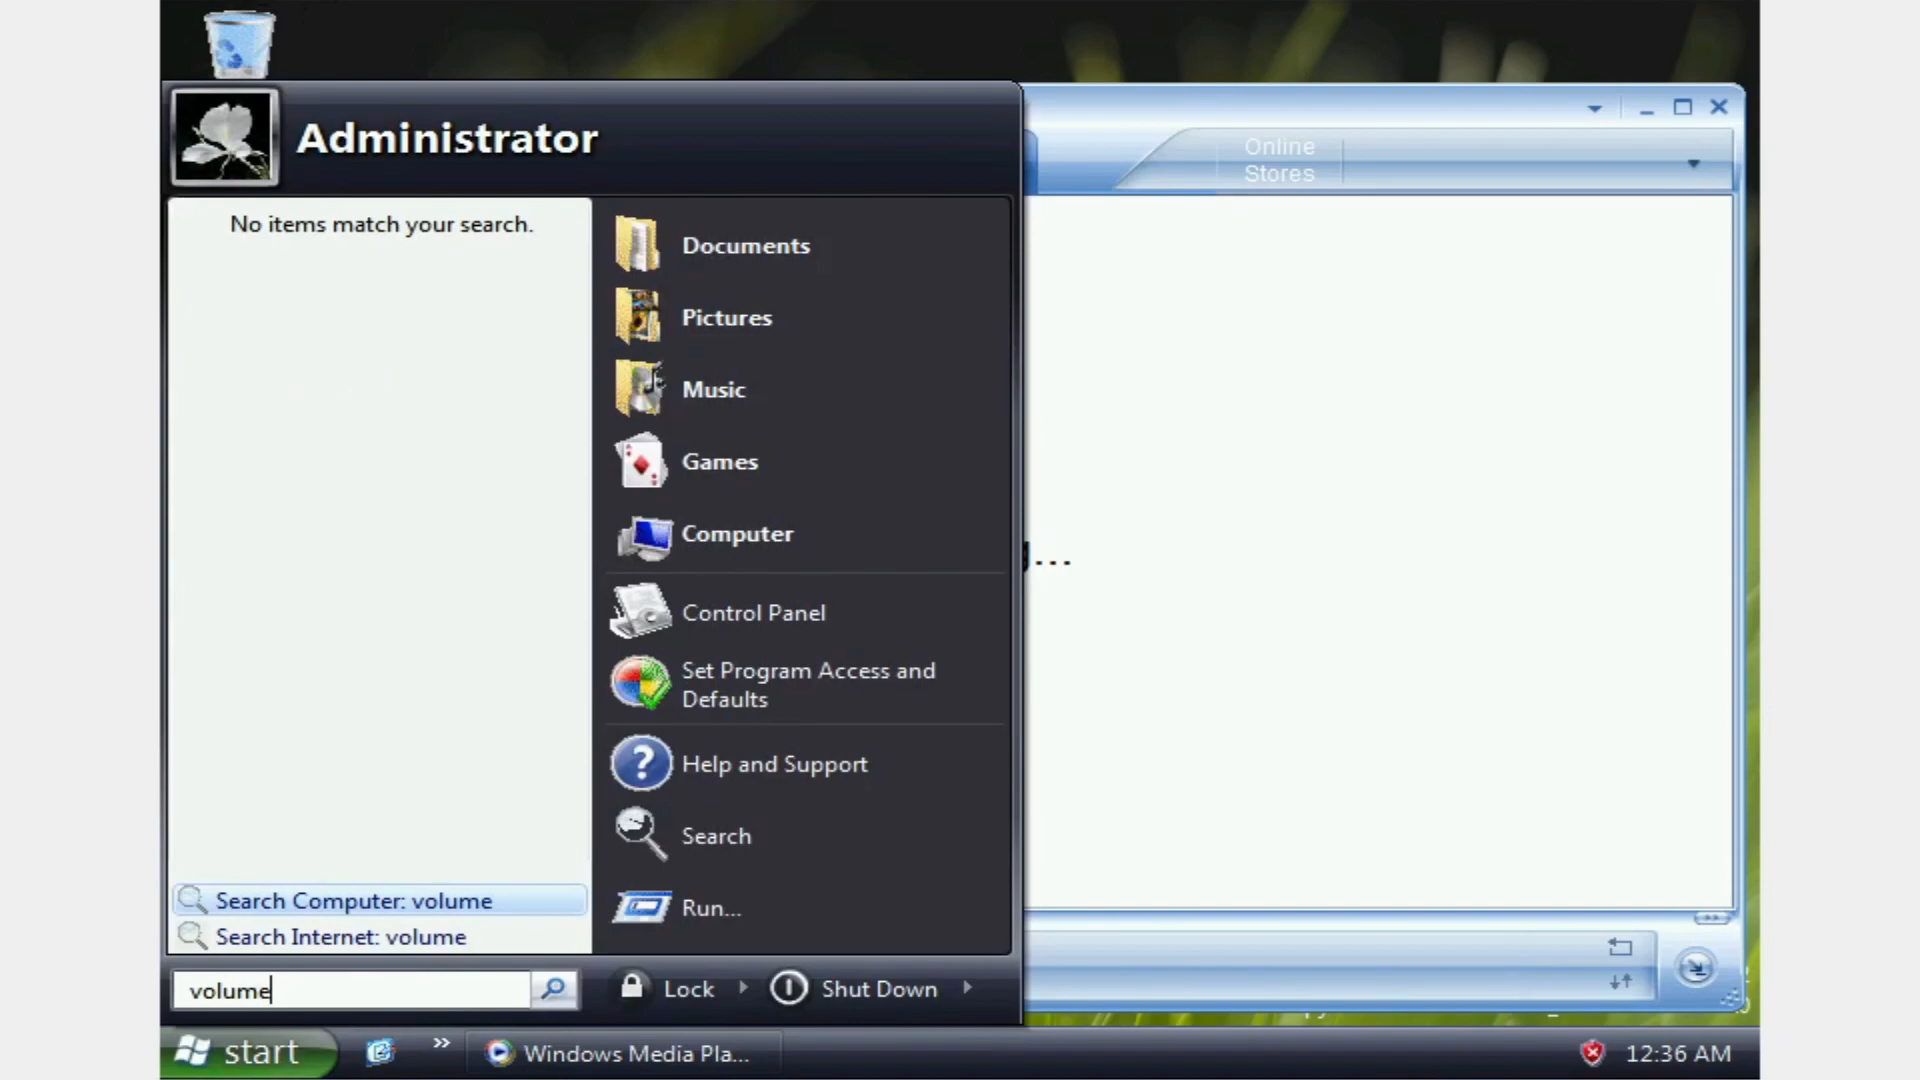 Administrator
Online
Stores
No items match your search.
Documents
Pictures
Music
Games
Computer
...
Control Panel
Set Program Access and
Defaults
Help and Support
Search
Run...
Search Computer: volume
Search Internet: volume
volume
Lock
Shut Down
start
»
Windows Media Pla...
12:36 AM